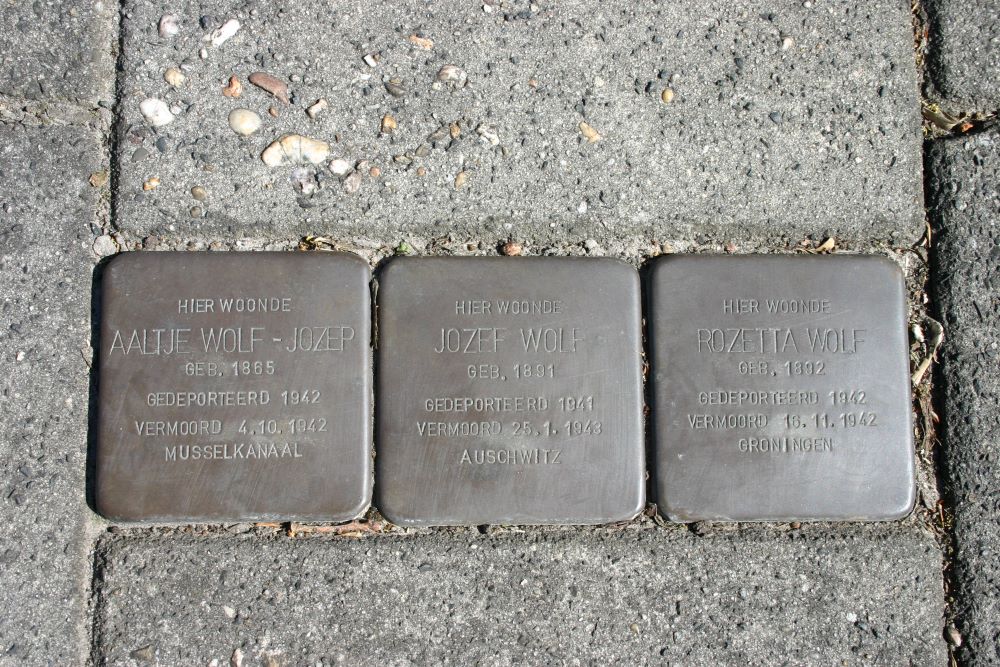 HIER WOONDE
AALTJE WOLF - JOZEP
GEB. 1865
GEDEPORTEERD 1942
VERMOORD 4.10.1942
MUSSELKANAAL
HIER WOONDE
JOZEF WOLF
GEB. 1891
GEDEPORTEERD 1941
VERMOORD 25.1.1943
AUSCHWITZ
HIER WOONDE
ROZETTA WOLF
GEB. 1892
GEDEPORTEERD 1942
VERMOORD 16.11.1942
GRONINGEN